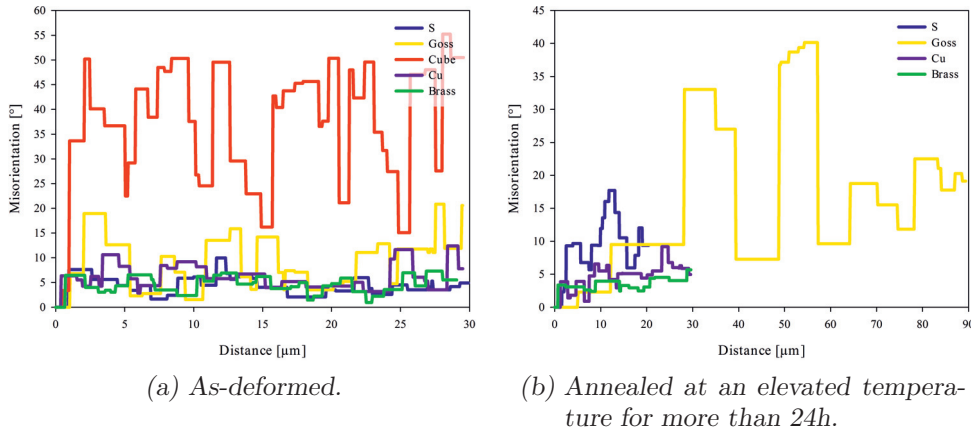 60
55
50
45
40
35
30
25
20
15
10
5
0
Misorientation [°]
S
Goss
Cube
Cu
Brass
0 5 10 15 20 25 30
Distance [µm]
(a) As-deformed.
45
40
35
30
25
20
15
10
5
0
Misorientation [°]
S
Goss
Cu
Brass
0 10 20 30 40 50 60 70 80 90
Distance [µm]
(b) Annealed at an elevated tempera-
ture for more than 24h.